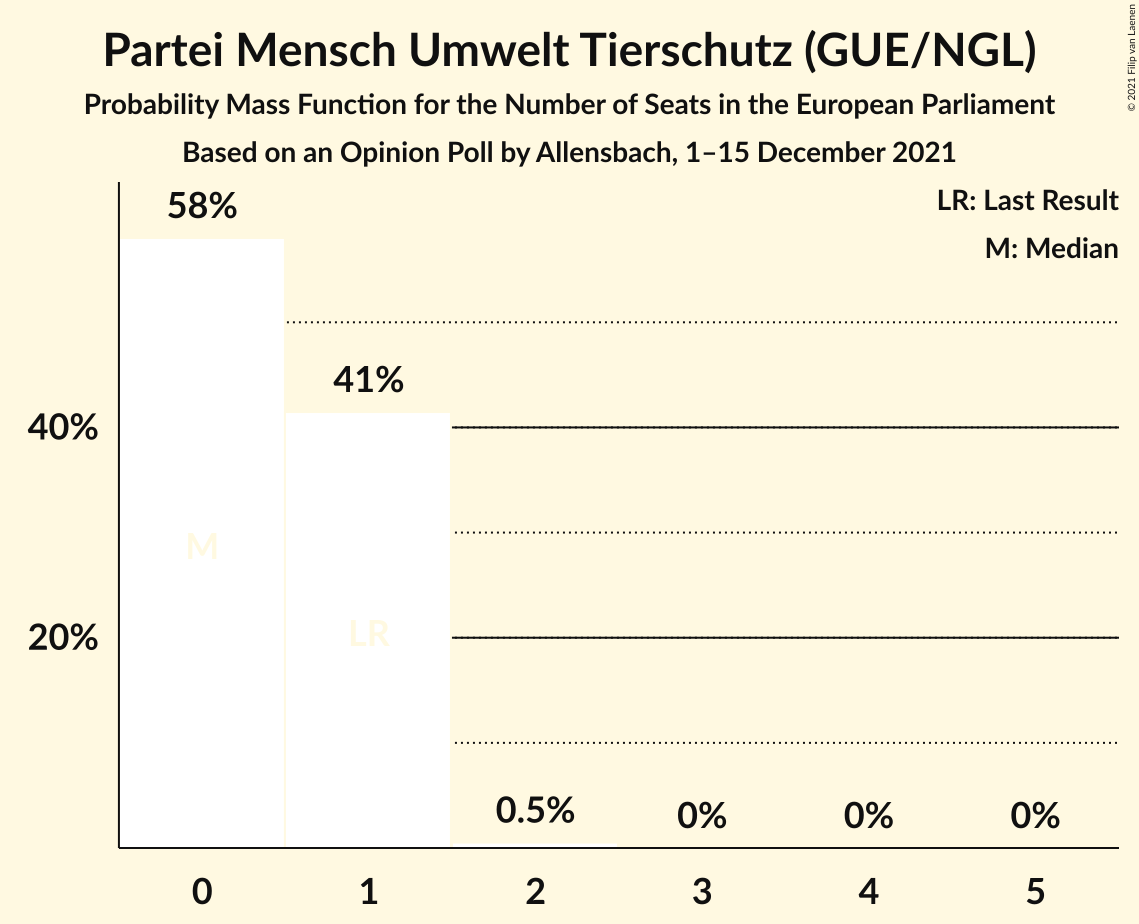 Partei Mensch Umwelt Tierschutz (GUE/NGL)
Probability Mass Function for the Number of Seats in the European Parliament
Based on an Opinion Poll by Allensbach, 1–15 December 2021
© 2021 Filip van Laenen
LR: Last Result
M: Median
58%
41%
40%
M
LR
20%
0.5%
0%
0%
0%
0
1
2
3
4
5